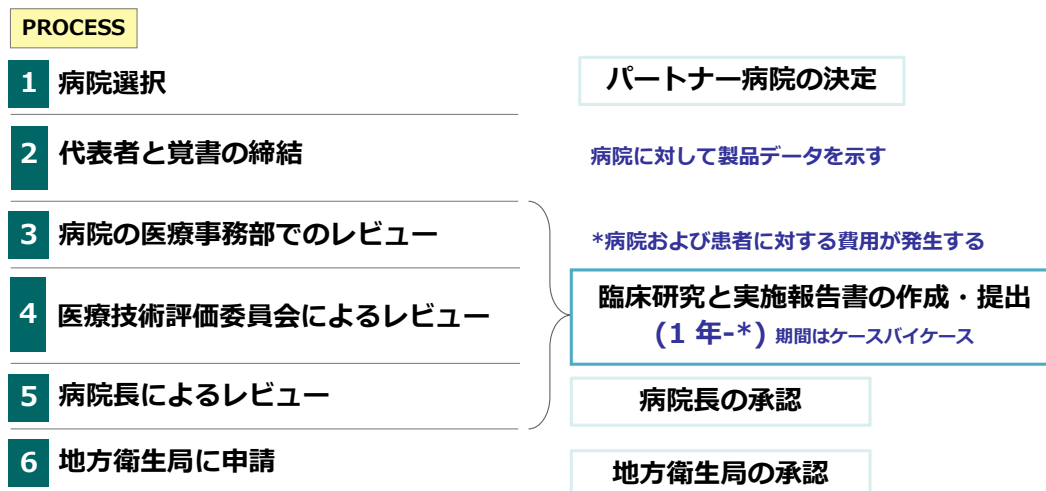 PROCESS
1 病院選択
パートナー病院の決定
2 代表者と覚書の締結
病院に対して製品データを示す
3 病院の医療事務部でのレビュー
*病院および患者に対する費用が発生する
4 医療技術評価委員会によるレビュー
臨床研究と実施報告書の作成・提出
(1 年-*) 期間はケースバイケース
5 病院長によるレビュー
病院長の承認
6 地方衛生局に申請
地方衛生局の承認